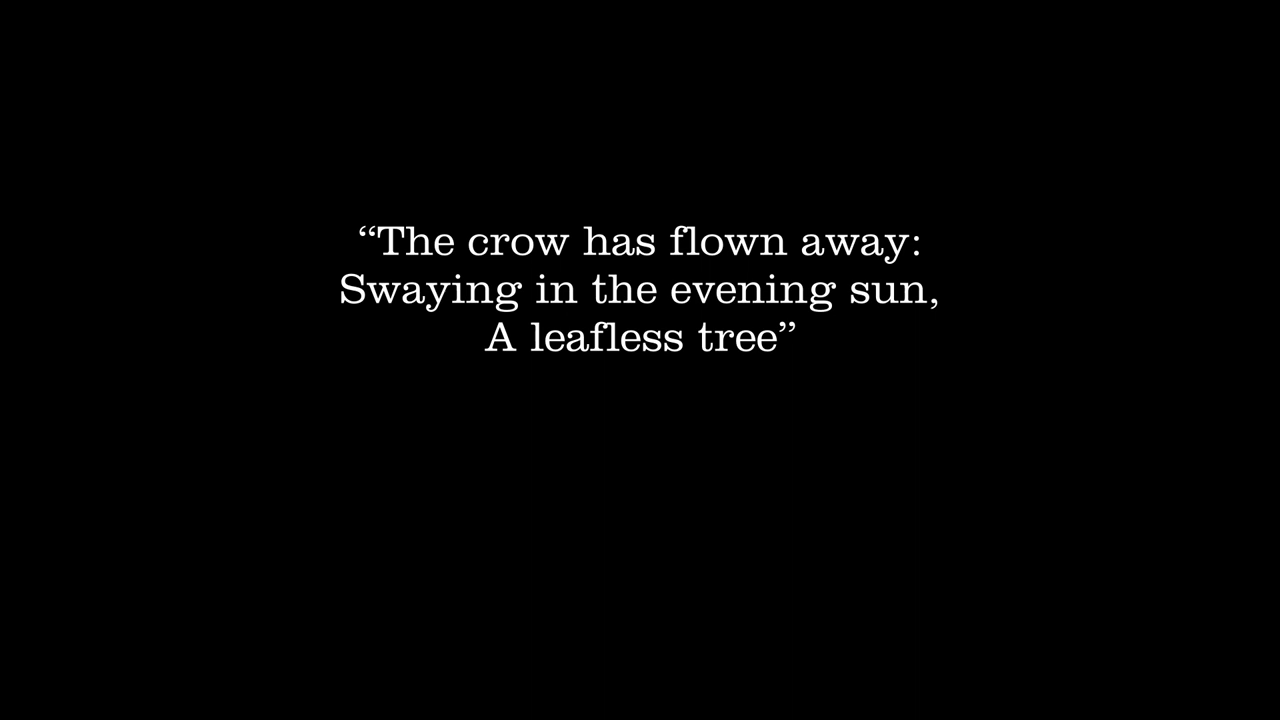 “The crow has flown away:
Swaying in the evening sun,
A leafless tree”